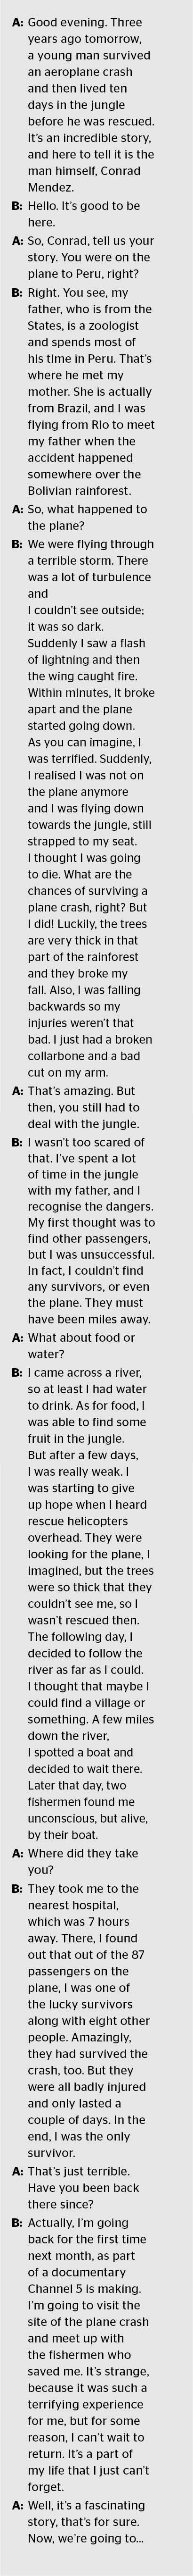 A: Good evening. Three
years ago tomorrow,
a young man survived
an aeroplane crash
and then lived ten
days in the jungle
before he was rescued.
It's an incredible story,
and here to tell it is the
man himself, Conrad
Mendez.
B: Hello. It's good to be
here.
A: So, Conrad, tell us your
story. You were on the
plane to Peru, right?
B: Right. You see, my
father, who is from the
States, is a zoologist
and spends most of
his time in Peru. That's
where he met my
mother. She is actually
from Brazil, and I was
flying from Rio to meet
my father when the
accident happened
somewhere over the
Bolivian rainforest.
A: So, what happened to
the plane?
B: We were flying through
a terrible storm. There
was a lot of turbulence
and
I couldn't see outside;
it was so dark.
Suddenly I saw a flash
of lightning and then
the wing caught fire.
Within minutes, it broke
apart and the plane
started going down.
As you can imagine, I
was terrified. Suddenly,
I realised I was not on
the plane anymore
and I was flying down
towards the jungle, still
strapped to my seat.
I thought I was going
to die. What are the
chances of surviving a
plane crash, right? But
I did! Luckily, the trees
are very thick in that
part of the rainforest
and they broke my
fall. Also, I was falling
backwards so my
injuries weren't that
bad. I just had a broken
collarbone and a bad
cut on my arm.
A: That's amazing. But
then, you still had to
deal with the jungle.
B: I wasn't too scared of
that. I've spent a lot
of time in the jungle
with my father, and I
recognise the dangers.
My first thought was to
find other passengers,
but I was unsuccessful.
In fact, I couldn't find
any survivors, or even
the plane. They must
have been miles away.
A: What about food or
water?
B: I came across a river,
so at least I had water
to drink. As for food, I
was able to find some
fruit in the jungle.
But after a few days,
I was really weak. I
was starting to give
up hope when I heard
rescue helicopters
overhead. They were
looking for the plane, I
imagined, but the trees
were so thick that they
couldn't see me, so I
wasn't rescued then.
The following day, I
decided to follow the
river as far as I could.
I thought that maybe I
could find a village or
something. A few miles
down the river,
I spotted a boat and
decided to wait there.
Later that day, two
fishermen found me
unconscious, but alive,
by their boat.
A: Where did they take
you?
B: They took me to the
nearest hospital,
which was 7 hours
away. There, I found
out that out of the 87
passengers on the
plane, I was one of
the lucky survivors
along with eight other
people. Amazingly,
they had survived the
crash, too. But they
were all badly injured
and only lasted a
couple of days. In the
end, I was the only
survivor.
A: That's just terrible.
Have you been back
there since?
B: Actually, I'm going
back for the first time
next month, as part
of a documentary
Channel 5 is making.
I'm going to visit the
site of the plane crash
and meet up with
the fishermen who
saved me. It's strange,
because it was such a
terrifying experience
for me, but for some
reason, I can't wait to
return. It's a part of
my life that I just can't
forget.
A: Well, it's a fascinating
story, that's for sure.
Now, we're going to...